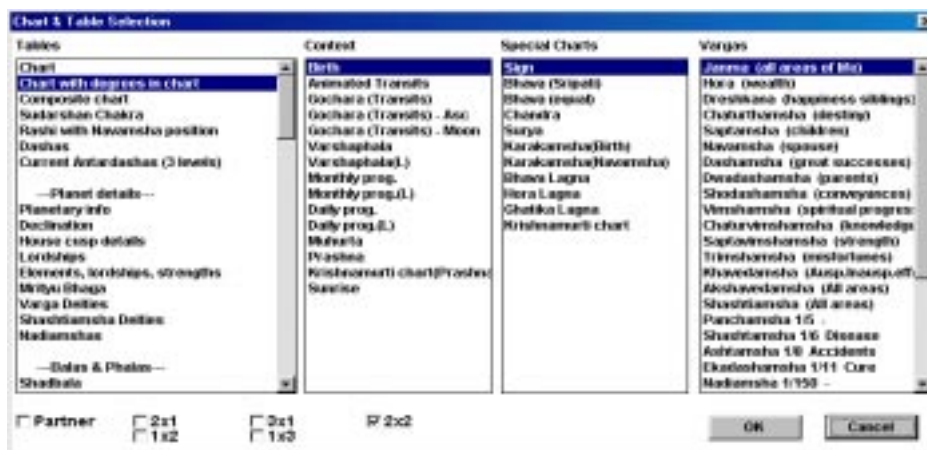 Chart & Table Selection
Tables
Chart
Chart with degrees in chart
Composite chart
Sudarshan Chakra
Rashi with Navamsha position
Dashas
Current Antardashas (3 levels)
---Planet details---
Planetary info
Declination
House cusp details
Lordships
Elements, lordships, strengths
Mrityu Bhaga
Varga Deities
Shashtiamsha Deities
Nadiamshas
---Balas & Phalas---
Shadbala
Context
Birth
Animated Transits
Gochara (Transits)
Gochara (Transits) - Asc
Gochara (Transits) - Moon
Varshaphala
Varshaphala(L)
Monthly prog.
Monthly prog.(L)
Daily prog.
Daily prog.(L)
Muhurta
Prashna
Krishnamurti chart(Prashna
Sunrise
Special Charts
Sign
Bhava (Sripati)
Bhava (equal)
Chandra
Surya
Karakamsha(Birth)
Karakamsha(Navamsha)
Bhava Lagna
Hora Lagna
Ghatika Lagna
Krishnamurti chart
Vargas
Janma (all areas of life)
Hora (wealth)
Dreshkana (happiness siblings)
Chaturthamsha (destiny)
Saptamsha (children)
Navamsha (spouse)
Dashamsha (great successes)
Dwadashamsha (parents)
Shodashamsha (conveyances)
Vimshamsha (spiritual progres
Chaturvimshamsha (knowledg
Saptavimshamsha (strength)
Trimshamsha (misfortunes)
Khavedamsha (Ausp.Inausp.eff
Akshavedamsha (All areas)
Shashtiamsha (All areas)
Panchamsha 1/5 -
Shashtamsha 1/6 Disease
Ashtamsha 1/8 Accidents
Ekadashamsha 1/11 Cure
Nadiamsha 1/150 -
Partner
2x1
1x2
3x1
1x3
2x2
OK
Cancel